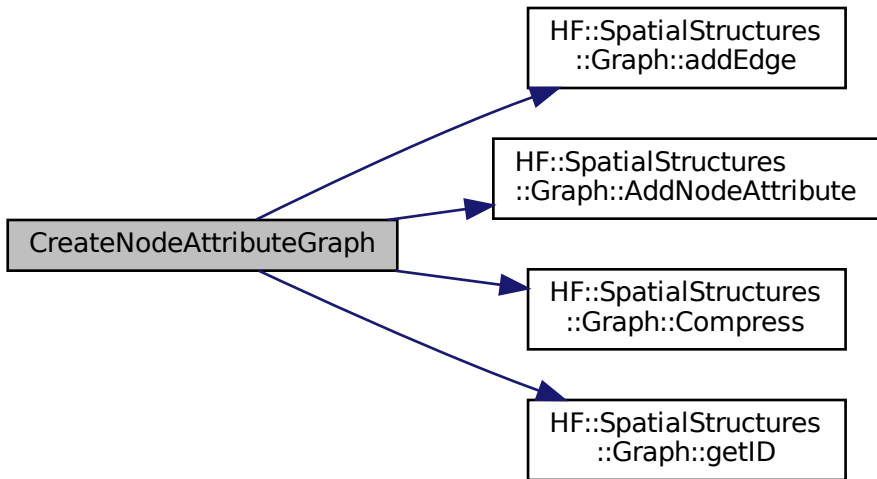 HF::SpatialStructures
::Graph::addEdge
HF::SpatialStructures
::Graph::AddNodeAttribute
CreateNodeAttributeGraph
HF::SpatialStructures
::Graph::Compress
HF::SpatialStructures
::Graph::getID